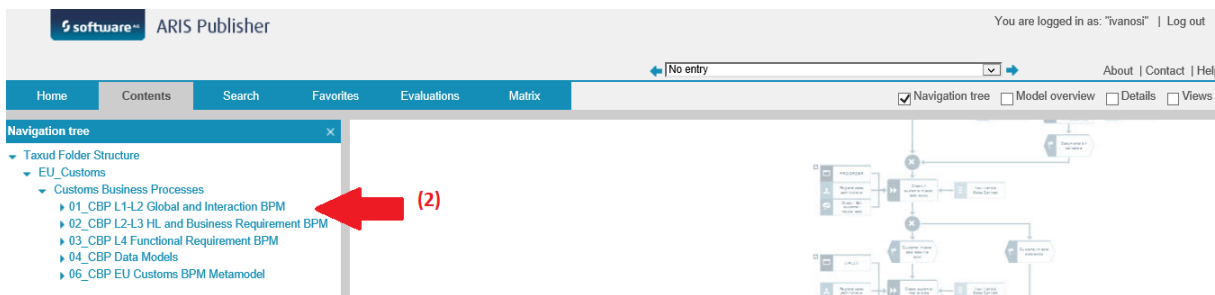 software AG ARIS Publisher
You are logged in as: "ivanosi" | Log out
No entry
About | Contact | Hel
Home Contents Search Favorites Evaluations Matrix
Navigation tree Model overview Details Views
Navigation tree ×
Taxud Folder Structure
EU_Customs
Customs Business Processes
01_CBP L1-L2 Global and Interaction BPM
(2)
02_CBP L2-L3 HL and Business Requirement BPM
03_CBP L4 Functional Requirement BPM
04_CBP Data Models
06_CBP EU Customs BPM Metamodel